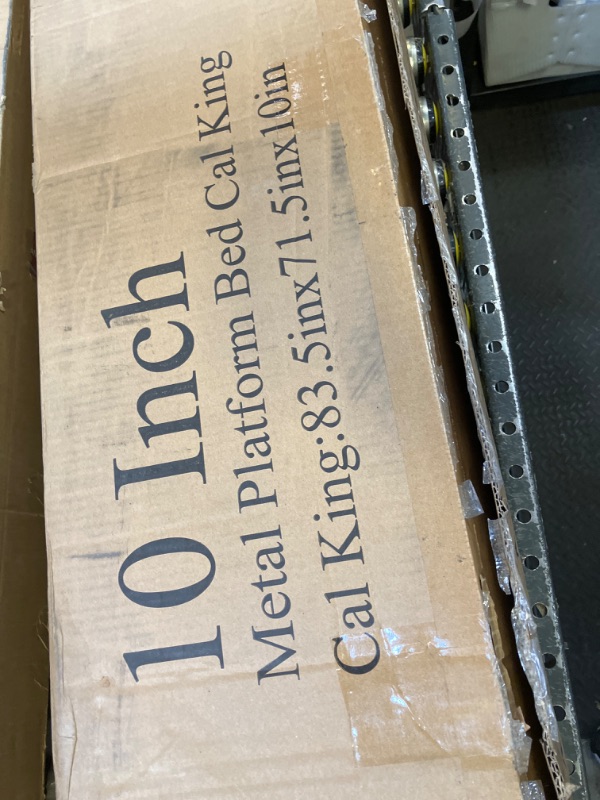 10 Inch
Metal Platform Bed Cal King
Cal King:83.5inx71.5inx10in